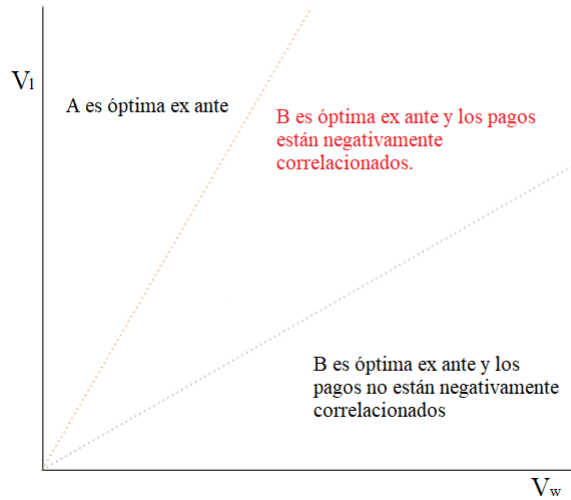 V₁
A es óptima ex ante
B es óptima ex ante y los pagos
están negativamente
correlacionados.
B es óptima ex ante y los
pagos no están negativamente
correlacionados
Vw